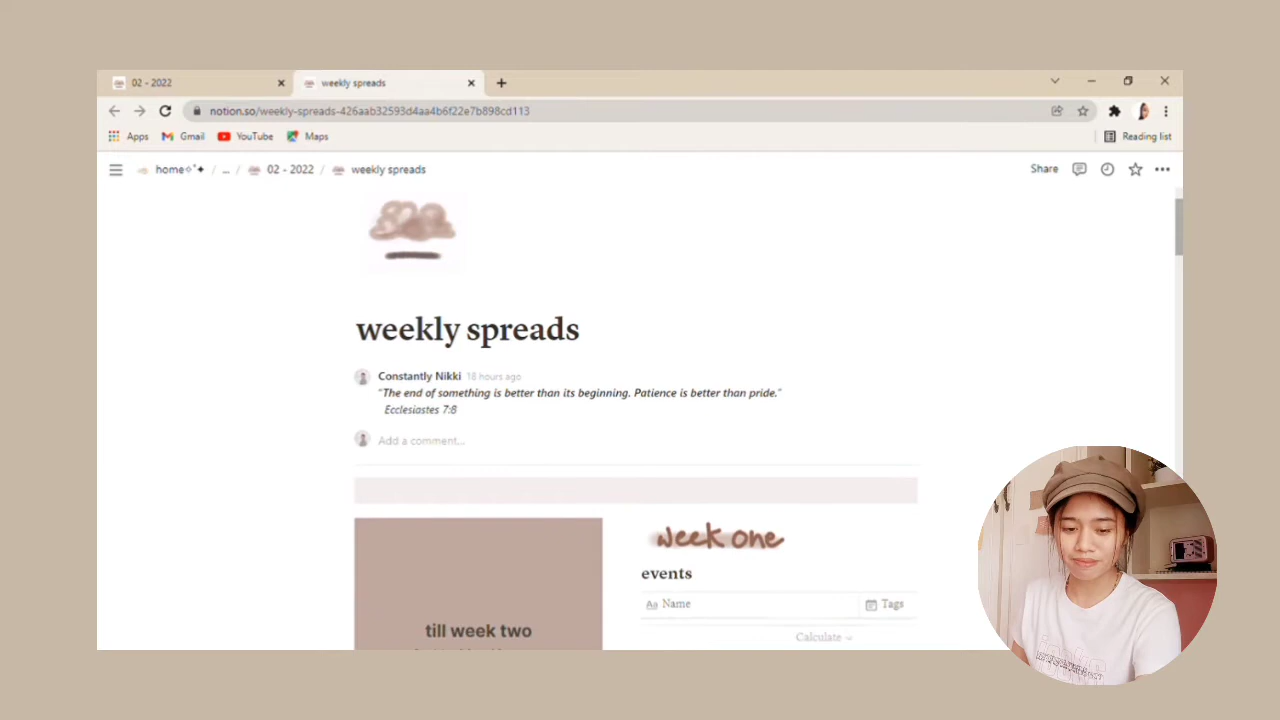 02 - 2022
weekly spreads
notion.so/weekly-spreads-426aab32593d4aa4b6f22e7b898cd113
Apps Gmail YouTube Maps Reading list
home / ... / 02 - 2022 / weekly spreads
Share
weekly spreads
Constantly Nikki 18 hours ago
"The end of something is better than its beginning. Patience is better than pride."
Ecclesiastes 7:8
Add a comment...
week one
events
Aa Name Tags
Calculate
till week two